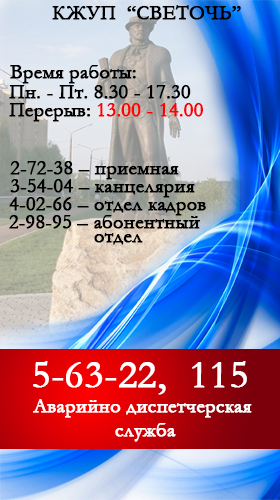 КЖУП “СВЕТОЧЬ”
Время работы:
Пн. - Пт. 8.30 - 17.30
Перерыв: 13.00 - 14.00
2-72-38 – приемная
3-54-04 – канцелярия
4-02-66 – отдел кадров
2-98-95 – абонентный
отдел
5-63-22, 115
Аварийно диспетчерская
служба